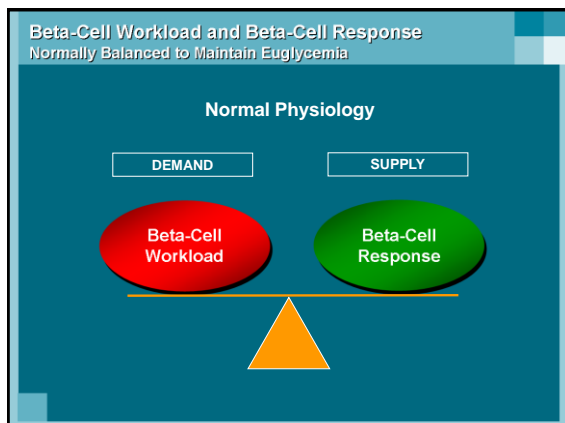 Beta-Cell Workload and Beta-Cell Response
Normally Balanced to Maintain Euglycemia
Normal Physiology
DEMAND
SUPPLY
Beta-Cell
Workload
Beta-Cell
Response